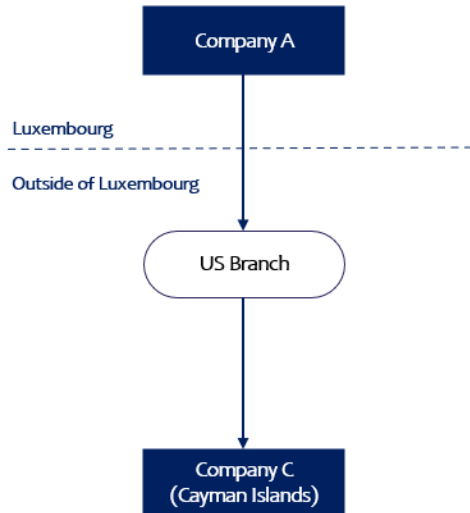 Company A
Luxembourg
Outside of Luxembourg
US Branch
Company C
(Cayman Islands)